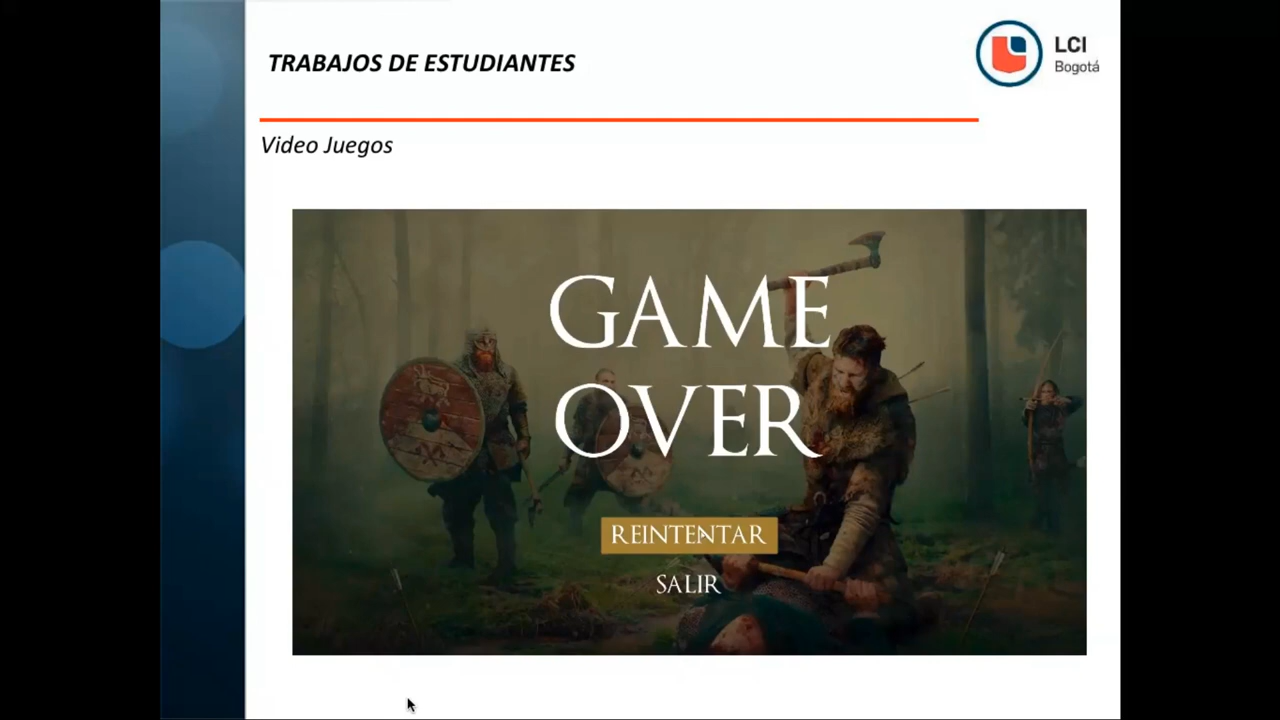 TRABAJOS DE ESTUDIANTES
LCI
Bogotá
Video Juegos
GAME
OVER
REINTENTAR
SALIR